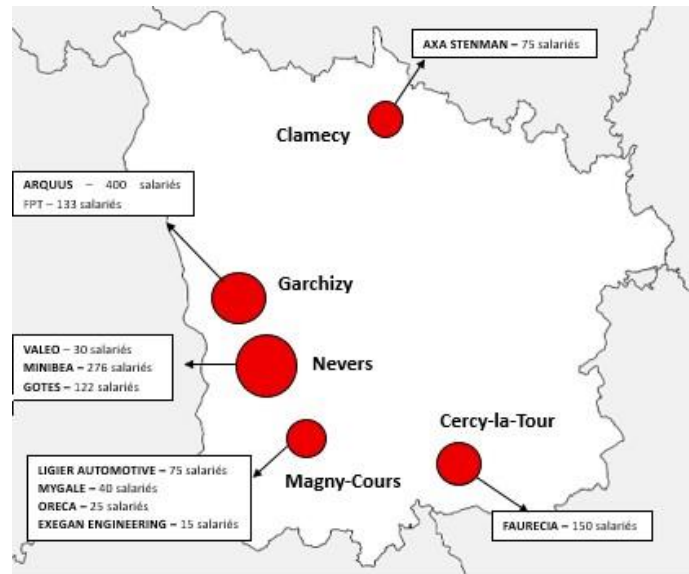 AXA STENMAN – 75 salariés
Clamecy
ARQUUS – 400 salariés
FPT – 133 salariés
Garchizy
VALEO – 30 salariés
MINIBEA – 276 salariés
GOTES – 122 salariés
Nevers
Cercy-la-Tour
LIGIER AUTOMOTIVE – 75 salariés
MYGALE – 40 salariés
ORECA – 25 salariés
EXEGAN ENGINEERING – 15 salariés
Magny-Cours
FAURECIA – 150 salariés